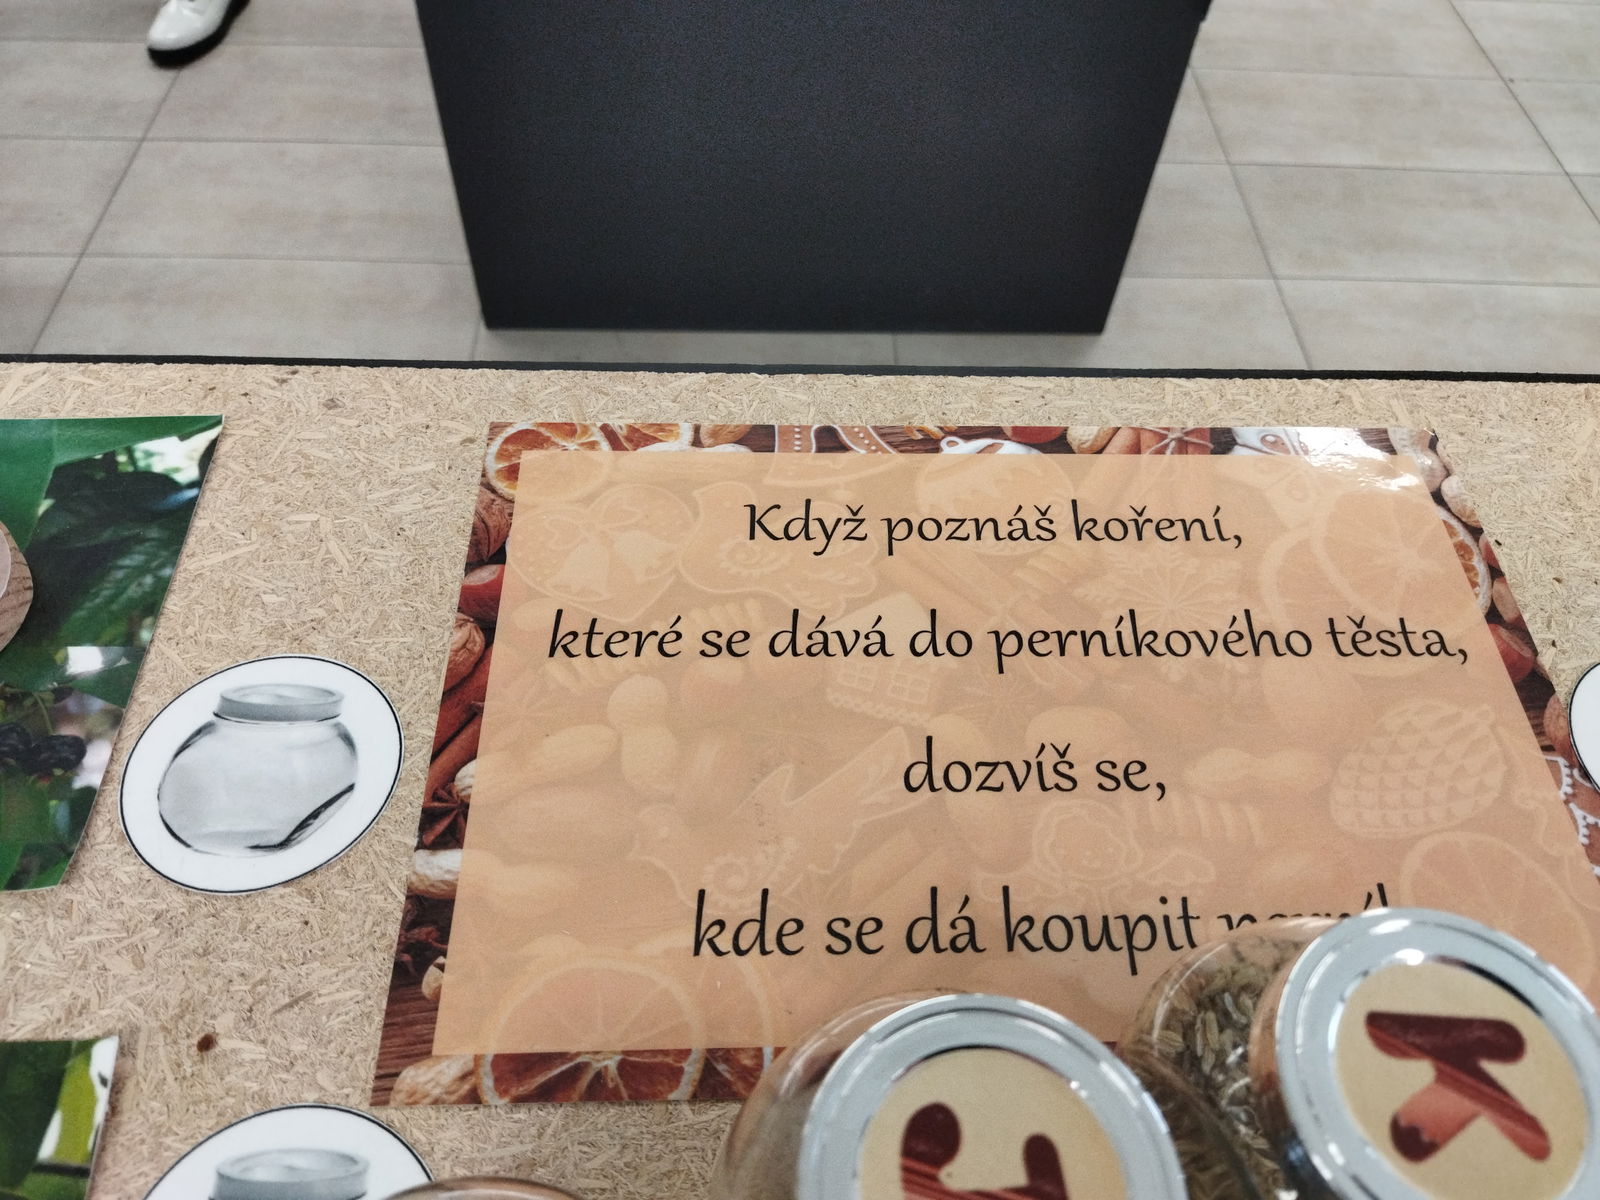 Když poznáš koření,
které se dává do perníkového těsta,
dozvíš se,
kde se dá koupit
K